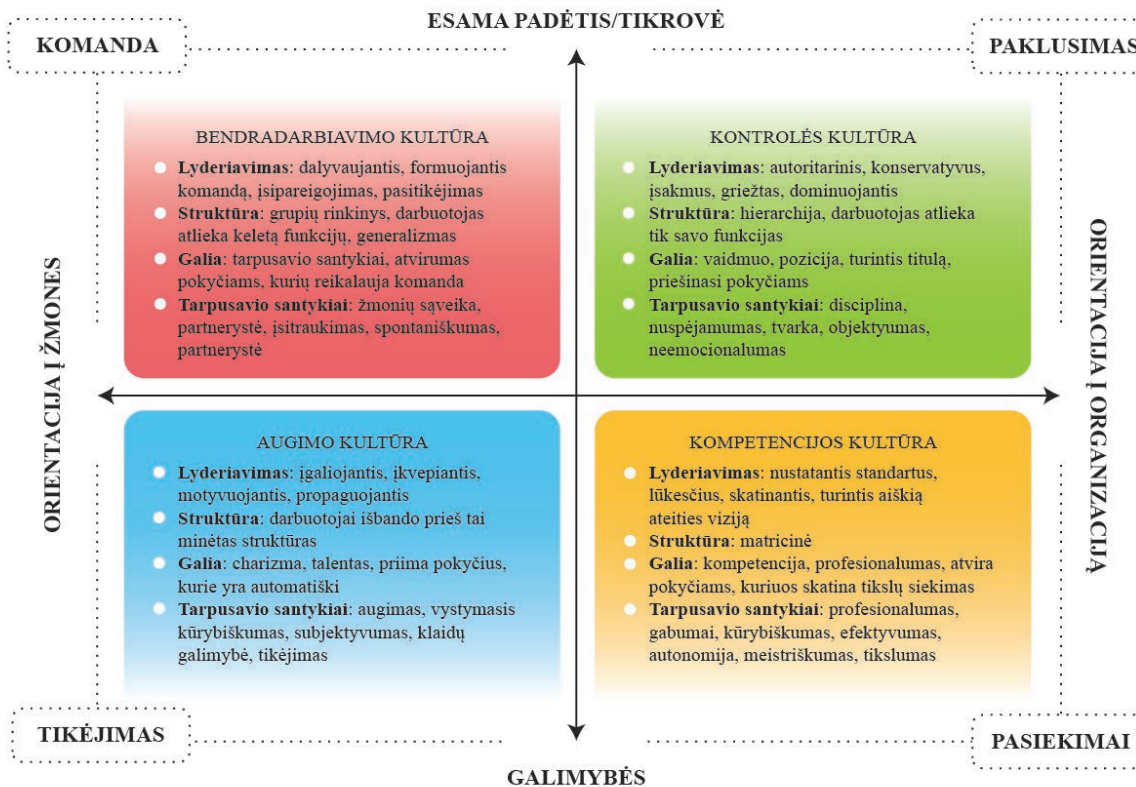 ESAMA PADĖTIS/TIKROVĖ
KOMANDA
PAKLUSIMAS
ORIENTACIJA Į ŽMONES
BENDRADARBIAVIMO KULTŪRA
Lyderiavimas: dalyvaujantis, formuojantis
komandą, įsipareigojimas, pasitikėjimas
Struktūra: grupių rinkinys, darbuotojas
atlieka keletą funkcijų, generalizmas
Galia: tarpusavio santykiai, atvirumas
pokyčiams, kurių reikalauja komanda
Tarpusavio santykiai: žmonių sąveika,
partnerystė, įsitraukimas, spontaniškumas,
partnerystė
KONTROLĖS KULTŪRA
Lyderiavimas: autoritarinis, konservatyvus,
įsakmus, griežtas, dominuojantis
Struktūra: hierarchija, darbuotojas atlieka
tik savo funkcijas
Galia: vaidmuo, pozicija, turintis titulą,
priešinasi pokyčiams
Tarpusavio santykiai: disciplina,
nuspėjamumas, tvarka, objektyumas,
neemocionalumas
ORIENTACIJA Į ORGANIZACIJĄ
AUGIMO KULTŪRA
Lyderiavimas: įgaliojantis, įkvepiantis,
motyvuojantis, propaguojantis
Struktūra: darbuotojai išbando prieš tai
minėtas struktūras
Galia: charizma, talentas, priima pokyčius,
kurie yra automatiški
Tarpusavio santykiai: augimas, vystymasis
kūrybiškumas, subjektyvumas, klaidų
galimybė, tikėjimas
KOMPETENCIJOS KULTŪRA
Lyderiavimas: nustatantis standartus,
lūkesčius, skatinantis, turintis aiškią
ateities viziją
Struktūra: matricinė
Galia: kompetencija, profesionalumas, atvira
pokyčiams, kuriuos skatina tikslų siekimas
Tarpusavio santykiai: profesionalumas,
gabumai, kūrybiškumas, efektyvumas,
autonomija, meistriškumas, tikslumas
TIKĖJIMAS
PASIEKIMAI
GALIMYBĖS